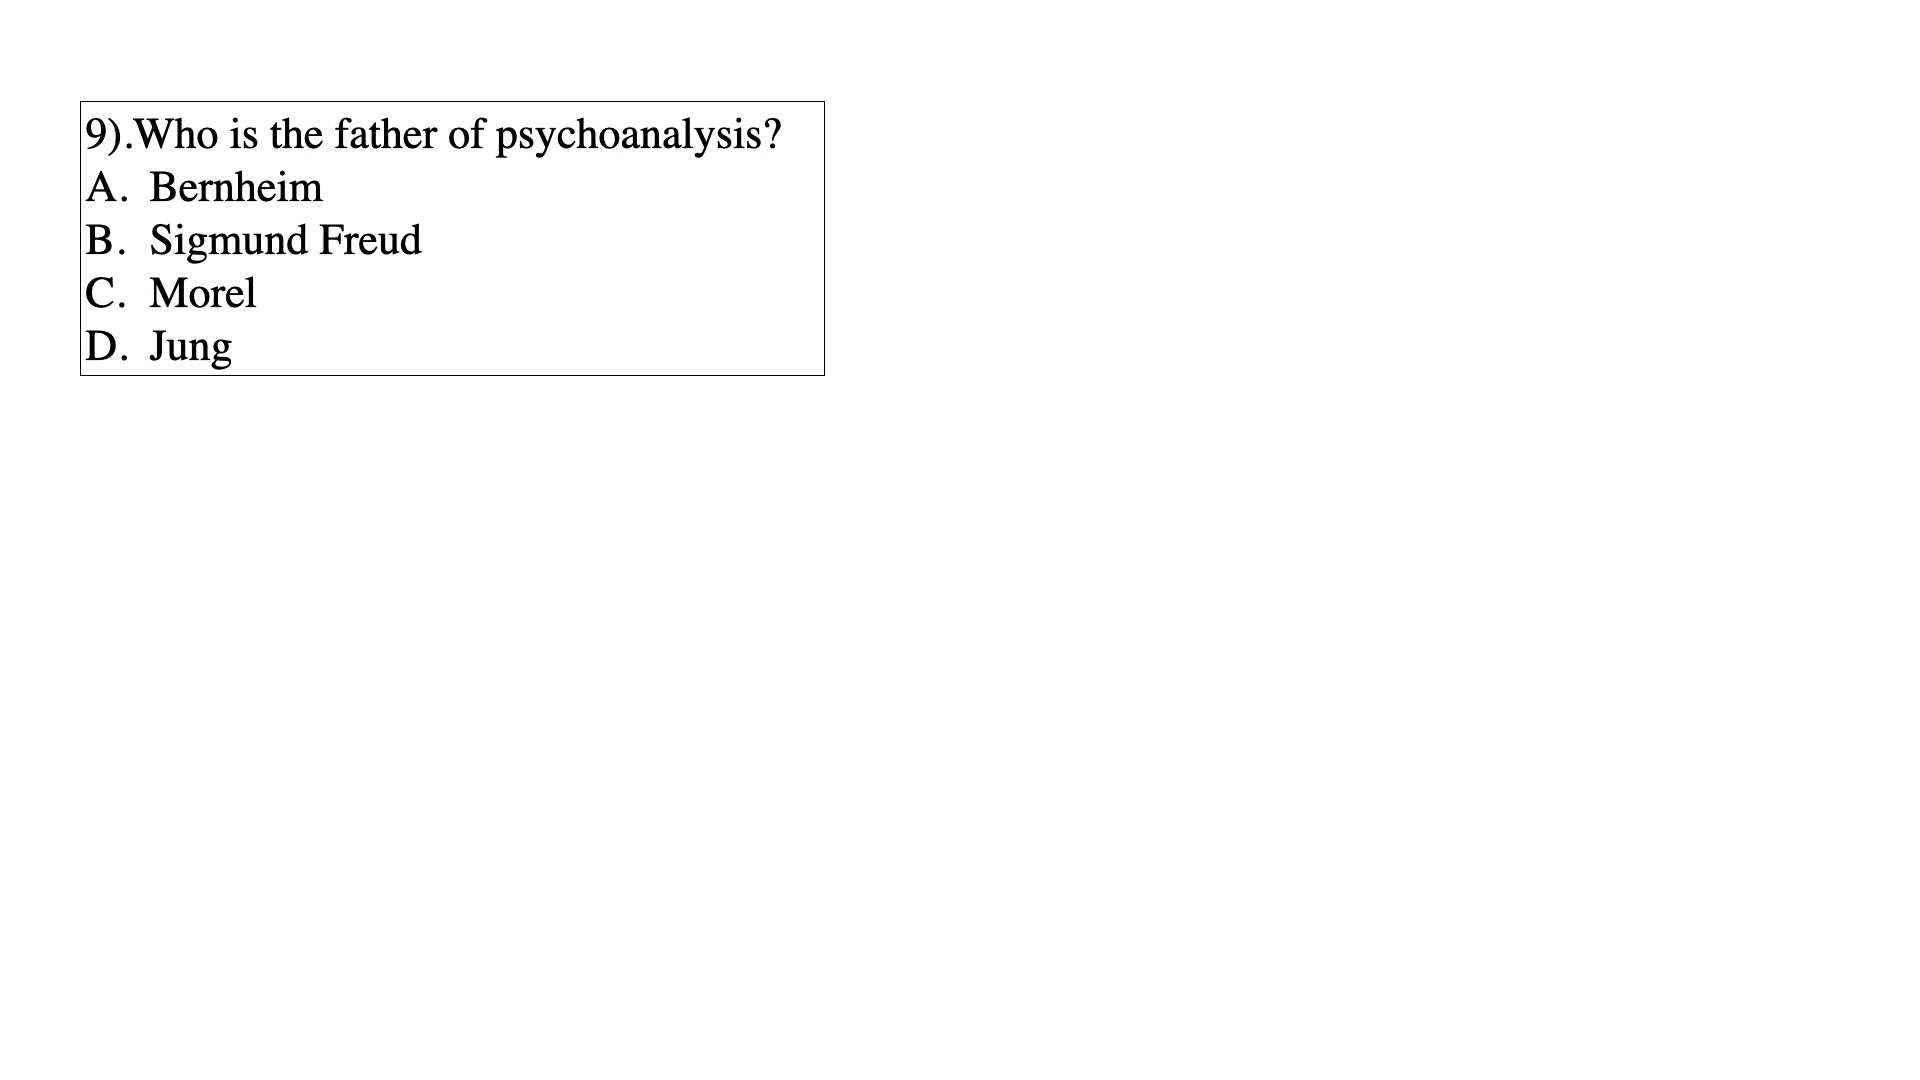 9).Who is the father of psychoanalysis?
A. Bernheim
B. Sigmund Freud
C. Morel
D. Jung